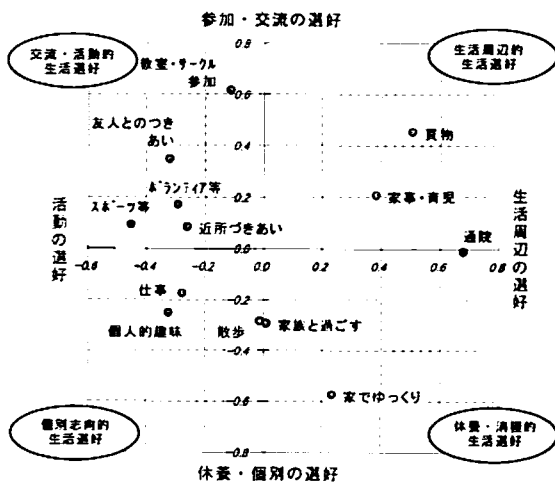 参加・交流の選好
0.8
交流・活動的
生活選好
教室・サークル
参加
生活周辺的
生活選好
0.6
友人とのつき
あい
買物
0.4
ボランティア等
家事・育児
スポーツ等
0.2
近所づきあい
通院
活動の選好
生活周辺の選好
-0.6
-0.4
-0.2
0.0
0.2
0.4
0.6
0.8
仕事
-0.2
個人的趣味
散歩
家族と過ごす
-0.4
家でゆっくり
-0.6
個別志向的
生活選好
休養・消極的
生活選好
-0.8
休養・個別の選好